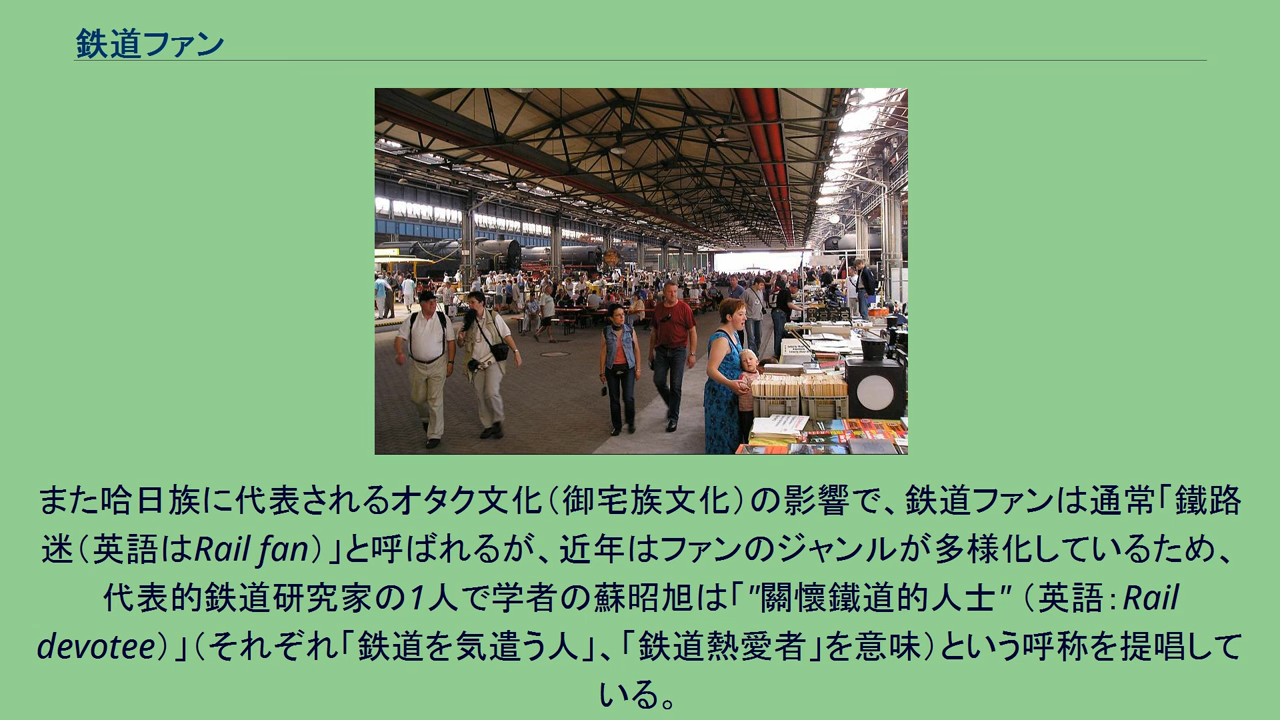 鉄道ファン
また哈日族に代表されるオタク文化（御宅族文化）の影響で、鉄道ファンは通常「鐵路
迷（英語はRail fan）」と呼ばれるが、近年はファンのジャンルが多様化しているため、
代表的鉄道研究家の1人で学者の蘇昭旭は「"關懷鐵道的人士"（英語：Rail
devotee）」（それぞれ「鉄道を気遣う人」、「鉄道熱愛者」を意味）という呼称を提唱して
いる。